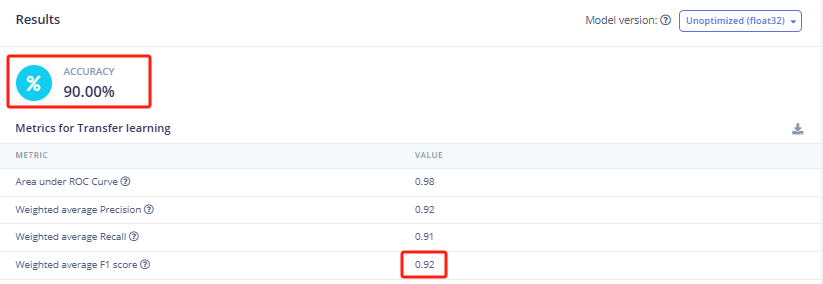 Results Model version: Unoptimized (float32)
ACCURACY
90.00%
Metrics for Transfer learning
METRIC VALUE
Area under ROC Curve 0.98
Weighted average Precision 0.92
Weighted average Recall 0.91
Weighted average F1 score 0.92